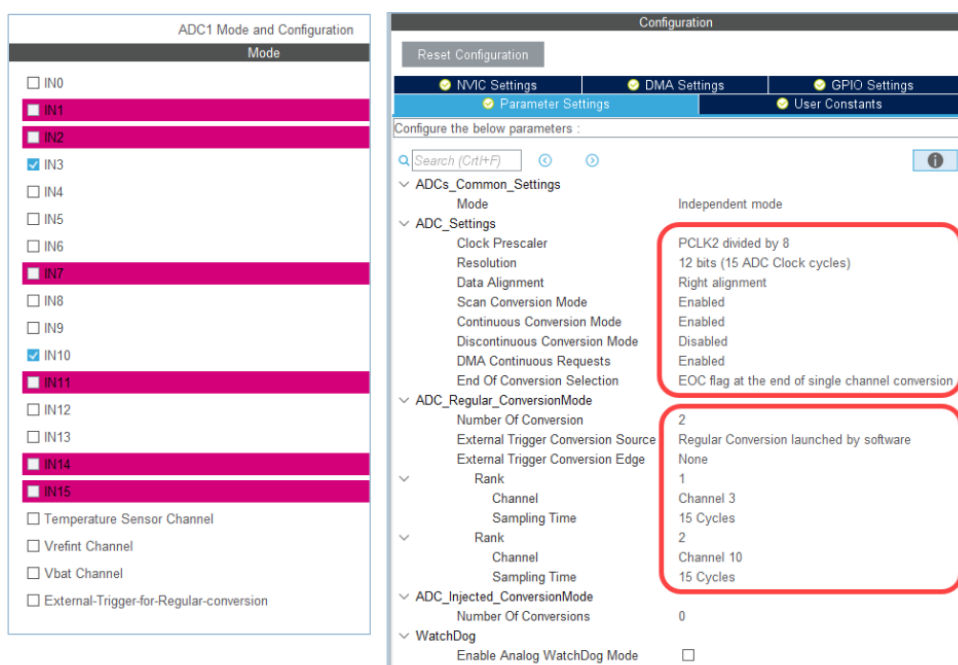 ADC1 Mode and Configuration
Mode
IN0
IN1
IN2
IN3
IN4
IN5
IN6
IN7
IN8
IN9
IN10
IN11
IN12
IN13
IN14
IN15
Temperature Sensor Channel
Vrefint Channel
Vbat Channel
External-Trigger-for-Regular-conversion
Configuration
Reset Configuration
NVIC Settings DMA Settings GPIO Settings
Parameter Settings User Constants
Configure the below parameters :
Search (Crtl+F)
ADCs_Common_Settings
Mode Independent mode
ADC_Settings
Clock Prescaler PCLK2 divided by 8
Resolution 12 bits (15 ADC Clock cycles)
Data Alignment Right alignment
Scan Conversion Mode Enabled
Continuous Conversion Mode Enabled
Discontinuous Conversion Mode Disabled
DMA Continuous Requests Enabled
End Of Conversion Selection EOC flag at the end of single channel conversion
ADC_Regular_ConversionMode
Number Of Conversion 2
External Trigger Conversion Source Regular Conversion launched by software
External Trigger Conversion Edge None
Rank 1
Channel Channel 3
Sampling Time 15 Cycles
Rank 2
Channel Channel 10
Sampling Time 15 Cycles
ADC_Injected_ConversionMode
Number Of Conversions 0
WatchDog
Enable Analog WatchDog Mode